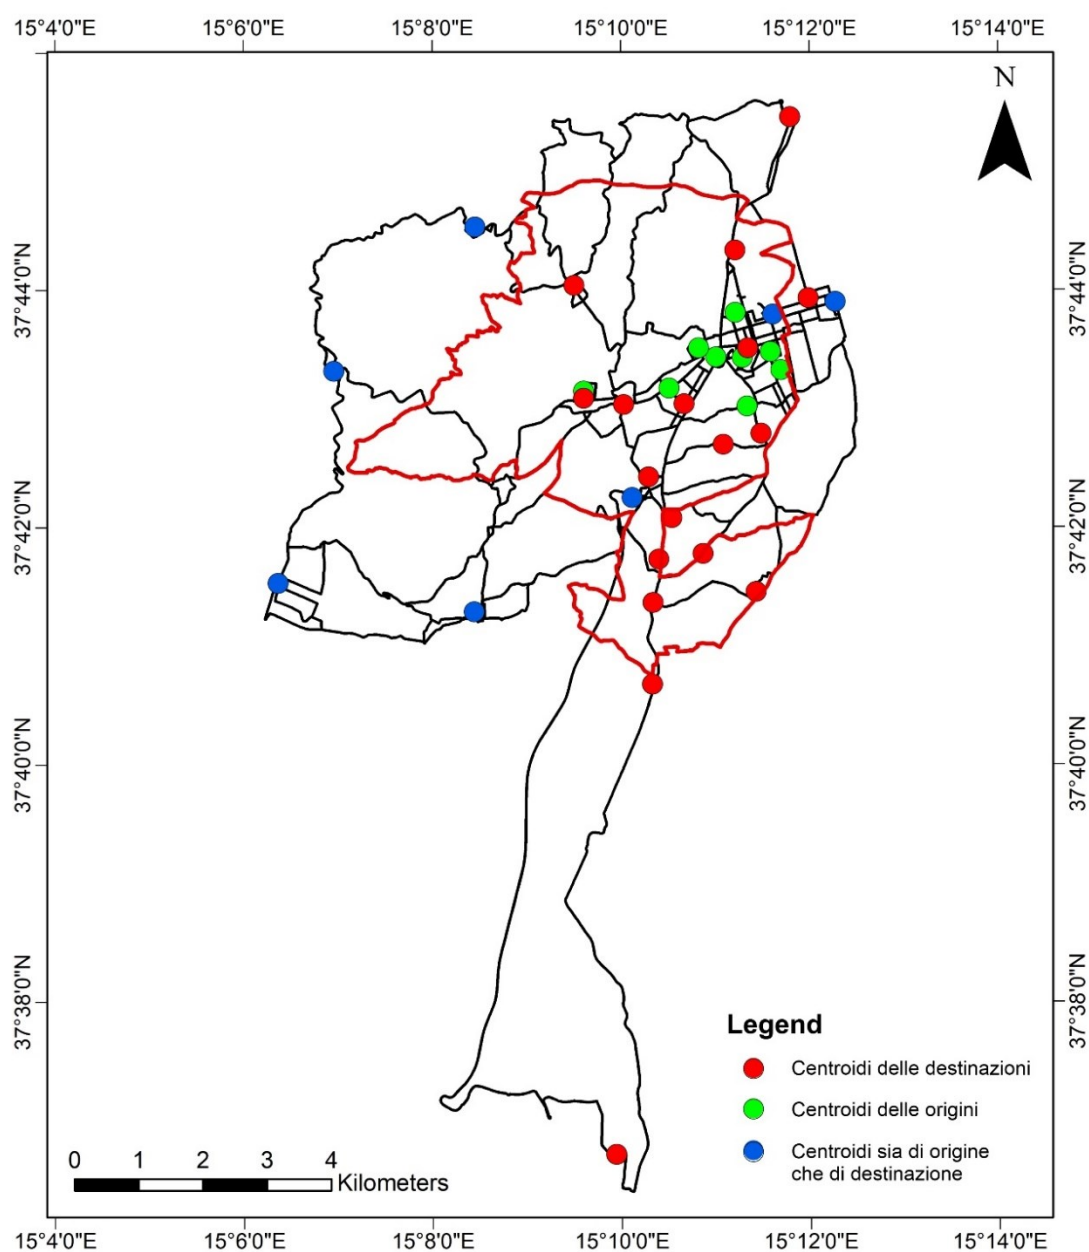 15°4'0"E 15°6'0"E 15°8'0"E 15°10'0"E 15°12'0"E 15°14'0"E
N
37°44'0"N 37°44'0"N
37°42'0"N 37°42'0"N
37°40'0"N 37°40'0"N
37°38'0"N 37°38'0"N
Legend
Centroidi delle destinazioni
Centroidi delle origini
Centroidi sia di origine
che di destinazione
0 1 2 3 4
Kilometers
15°4'0"E 15°6'0"E 15°8'0"E 15°10'0"E 15°12'0"E 15°14'0"E